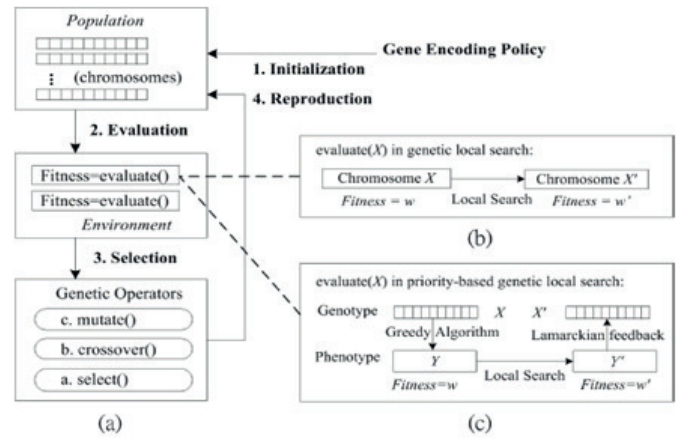 Population
(chromosomes)
Gene Encoding Policy
1. Initialization
4. Reproduction
2. Evaluation
Fitness=evaluate()
Fitness=evaluate()
Environment
3. Selection
Genetic Operators
c. mutate()
b. crossover()
a. select()
(a)
evaluate(X) in genetic local search:
Chromosome X
Chromosome X'
Fitness = w
Local Search
Fitness = w'
(b)
evaluate(X) in priority-based genetic local search:
Genotype
X
X'
Greedy Algorithm
Lamarckian feedback
Phenotype
Y
Y'
Local Search
Fitness=w
Fitness=w'
(c)